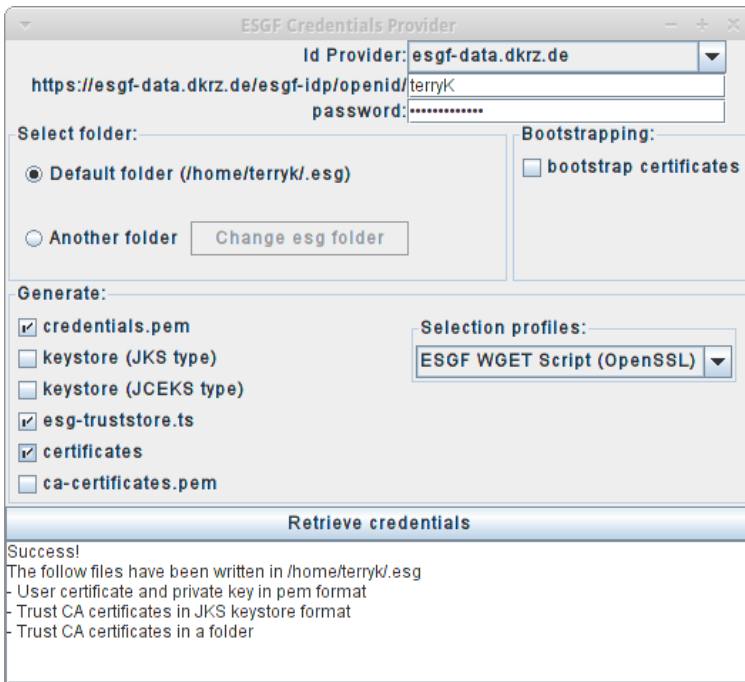 ESGF Credentials Provider
Id Provider: esgf-data.dkrz.de
https://esgf-data.dkrz.de/esgf-idp/openid/ terryK
password: •••••••••••••
Select folder:
Default folder (/home/terryk/.esg)
Another folder Change esg folder
Bootstrapping:
bootstrap certificates
Generate:
credentials.pem
keystore (JKS type)
keystore (JCEKS type)
esg-truststore.ts
certificates
ca-certificates.pem
Selection profiles:
ESGF WGET Script (OpenSSL)
Retrieve credentials
Success!
The follow files have been written in /home/terryk/.esg
- User certificate and private key in pem format
- Trust CA certificates in JKS keystore format
- Trust CA certificates in a folder